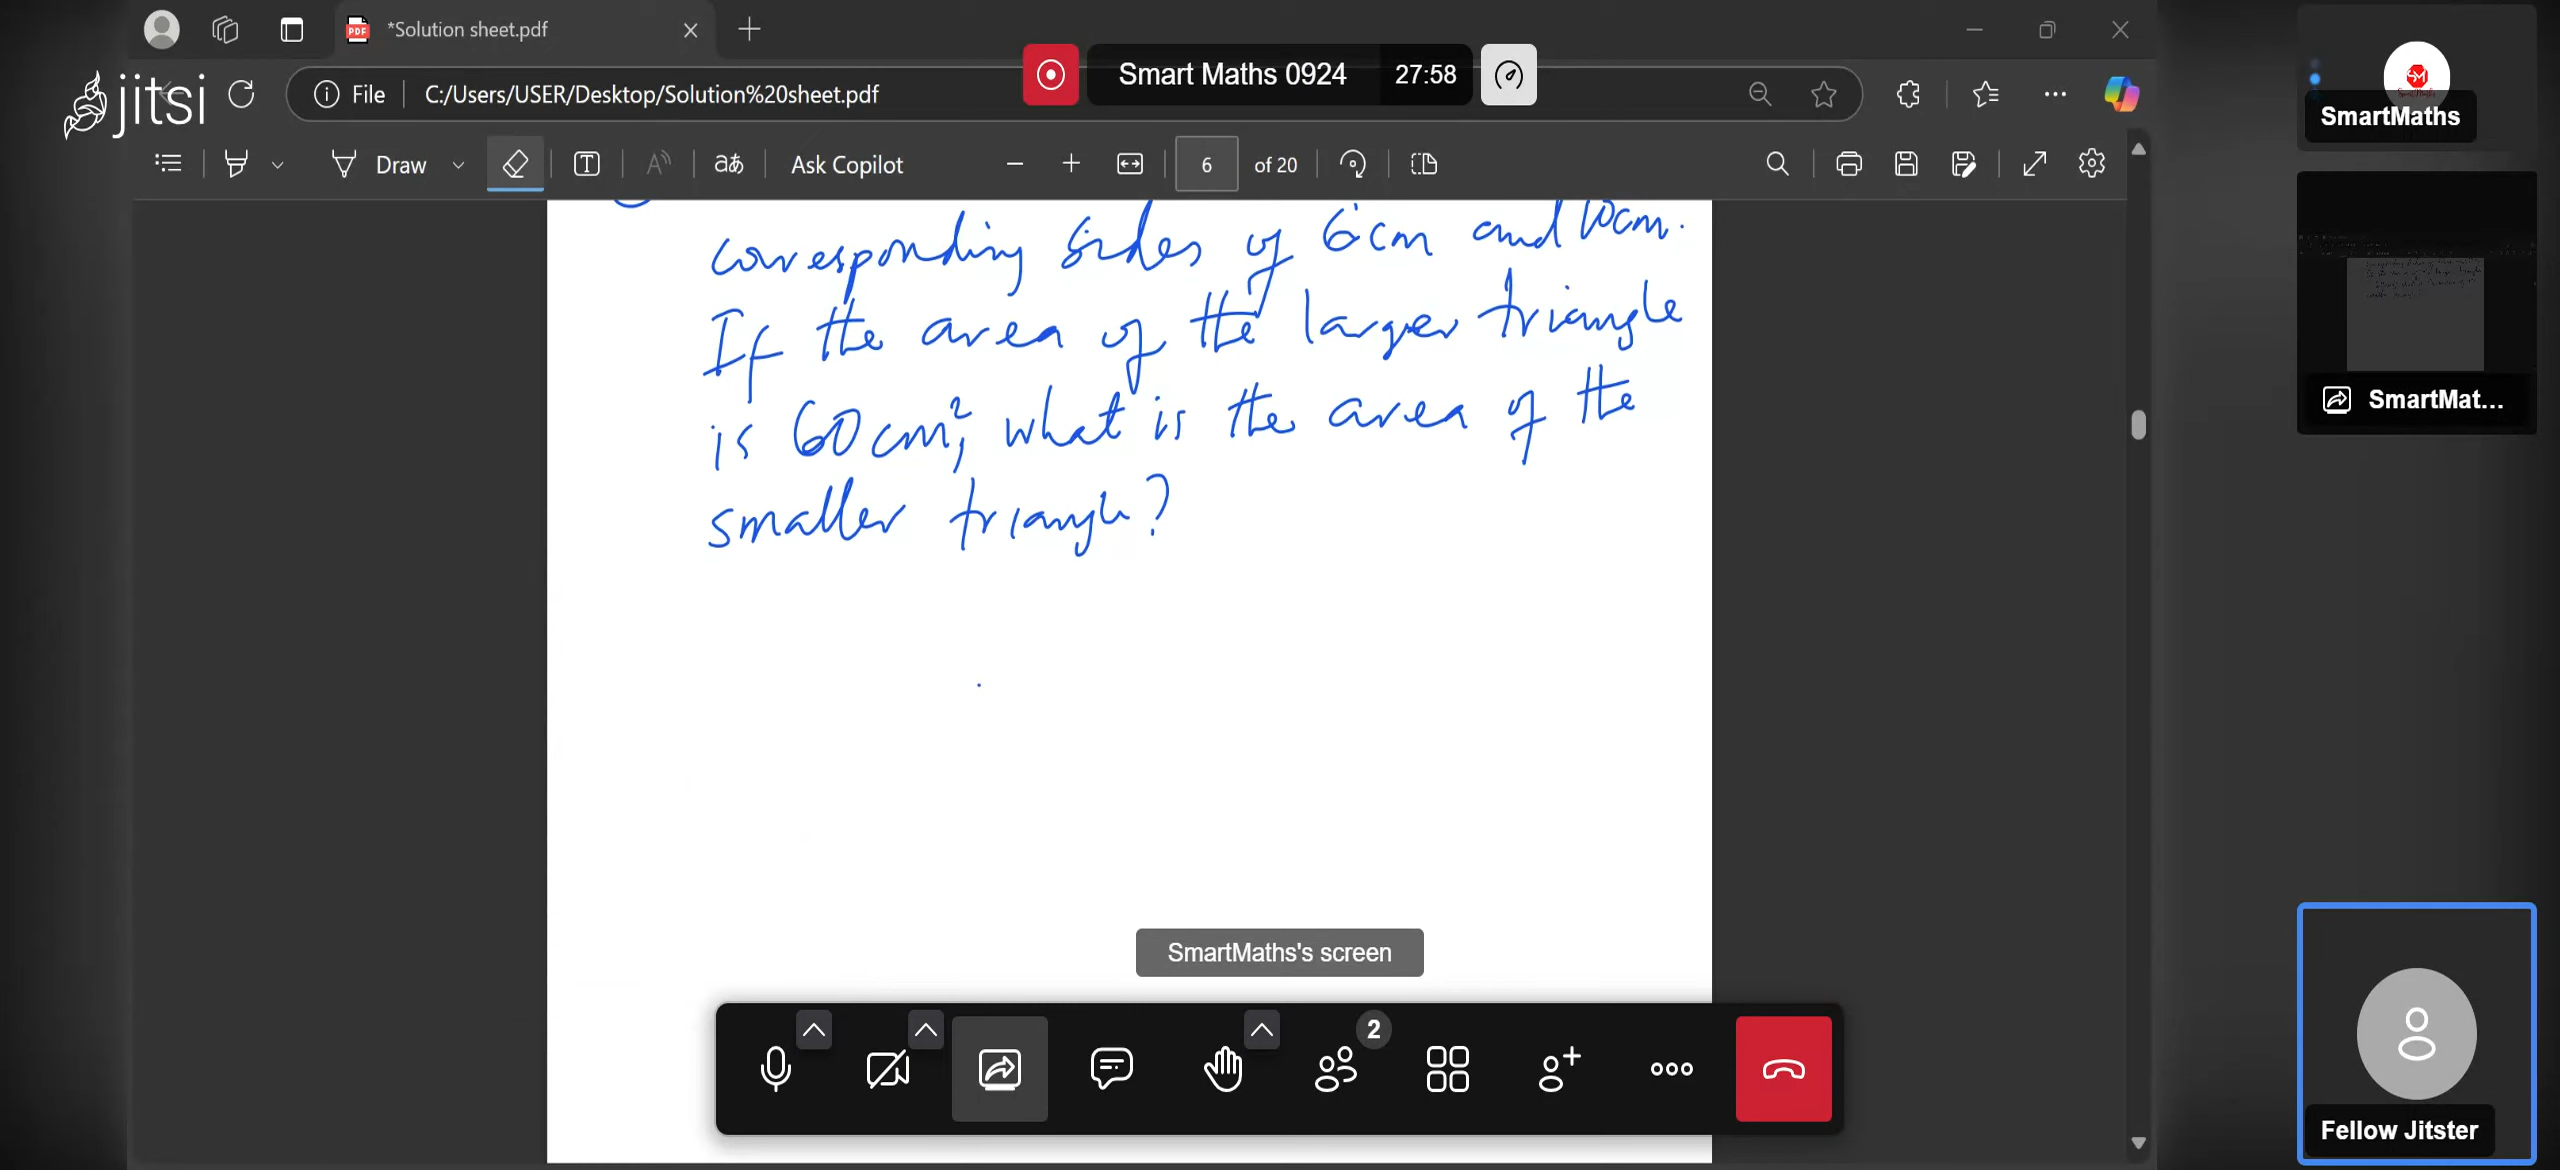 *Solution sheet.pdf
Smart Maths 0924 27:58
jitsi
File C:/Users/USER/Desktop/Solution%20sheet.pdf
SmartMaths
Draw aあ Ask Copilot 6 of 20
corresponding sides of 6cm and 10cm.
If the area of the larger triangle
is 60cm², what is the area of the
smaller triangle?
SmartMat...
SmartMaths's screen
2
Fellow Jitster